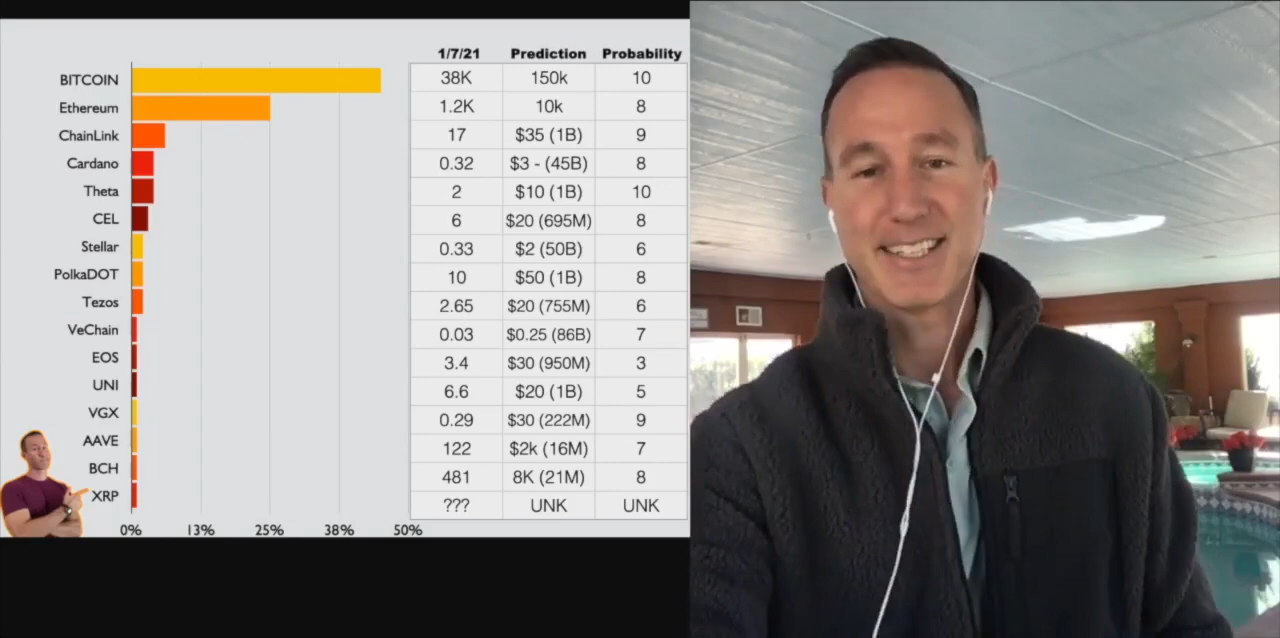 1/7/21 Prediction Probability
BITCOIN 38K 150k 10
Ethereum 1.2K 10k 8
ChainLink 17 $35 (1B) 9
Cardano 0.32 $3 - (45B) 8
Theta 2 $10 (1B) 10
CEL 6 $20 (695M) 8
Stellar 0.33 $2 (50B) 6
PolkaDOT 10 $50 (1B) 8
Tezos 2.65 $20 (755M) 6
VeChain 0.03 $0.25 (86B) 7
EOS 3.4 $30 (950M) 3
UNI 6.6 $20 (1B) 5
VGX 0.29 $30 (222M) 9
AAVE 122 $2k (16M) 7
BCH 481 8K (21M) 8
XRP ??? UNK UNK
0% 13% 25% 38% 50%